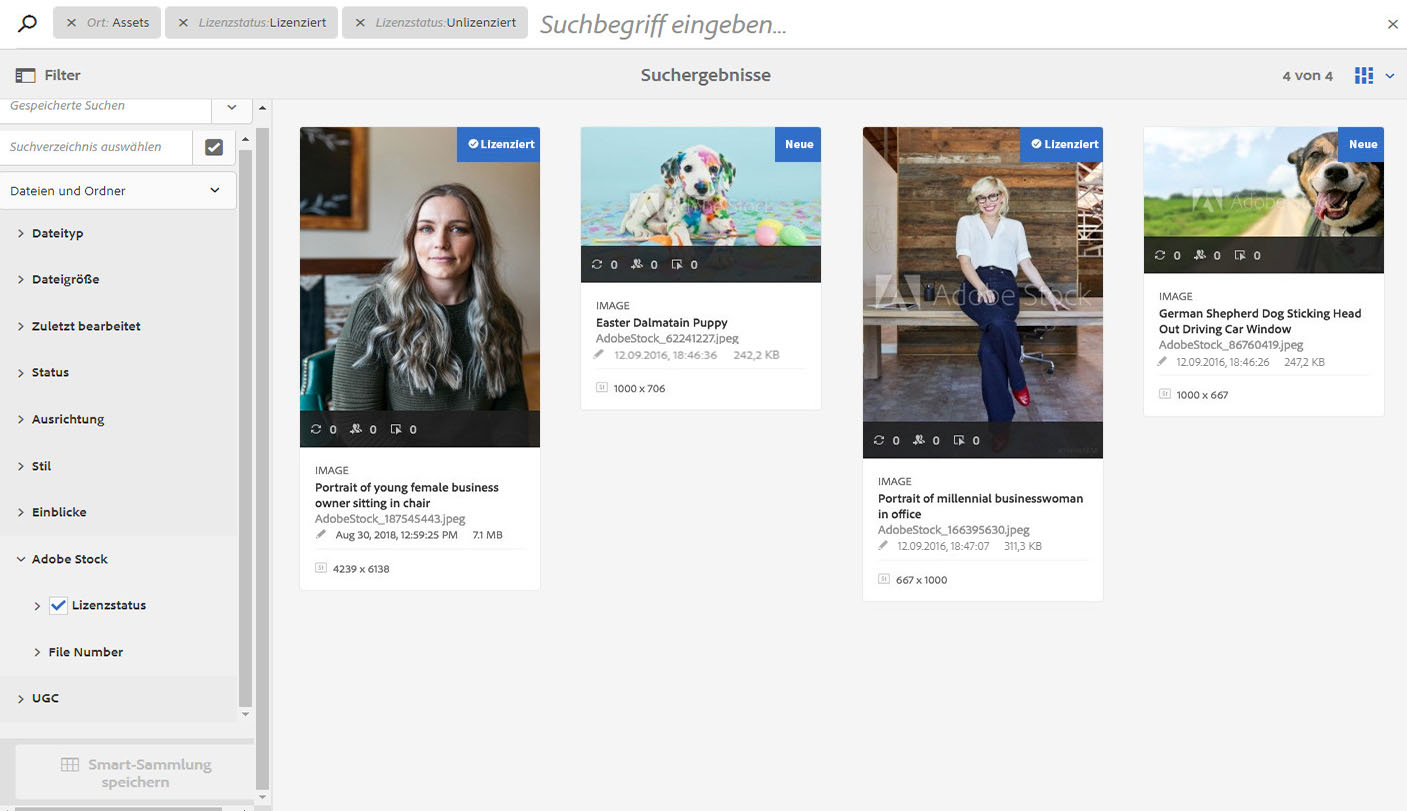 Ort: Assets
Lizenzstatus:Lizenziert
Lizenzstatus:Unlizenziert
Suchbegriff eingeben...
Filter
Suchergebnisse
4 von 4
Gespeicherte Suchen
Suchverzeichnis auswählen
Dateien und Ordner
Dateityp
Dateigröße
Zuletzt bearbeitet
Status
Ausrichtung
Stil
Einblicke
Adobe Stock
Lizenzstatus
File Number
UGC
Smart-Sammlung
speichern
Lizenziert
0 0 0
IMAGE
Portrait of young female business
owner sitting in chair
AdobeStock_187545443.jpeg
Aug 30, 2018, 12:59:25 PM 7.1 MB
4239 x 6138
Neue
Adobe Stock
0 0 0
IMAGE
Easter Dalmatain Puppy
AdobeStock_62241227.jpeg
12.09.2016, 18:46:36 242,2 KB
1000 x 706
Lizenziert
Adobe Stock
0 0 0
IMAGE
Portrait of millennial businesswoman
in office
AdobeStock_166395630.jpeg
12.09.2016, 18:47:07 311,3 KB
667 x 1000
Neue
Adobe Stock
0 0 0
IMAGE
German Shepherd Dog Sticking Head
Out Driving Car Window
AdobeStock_86760419.jpeg
12.09.2016, 18:46:26 247,2 KB
1000 x 667